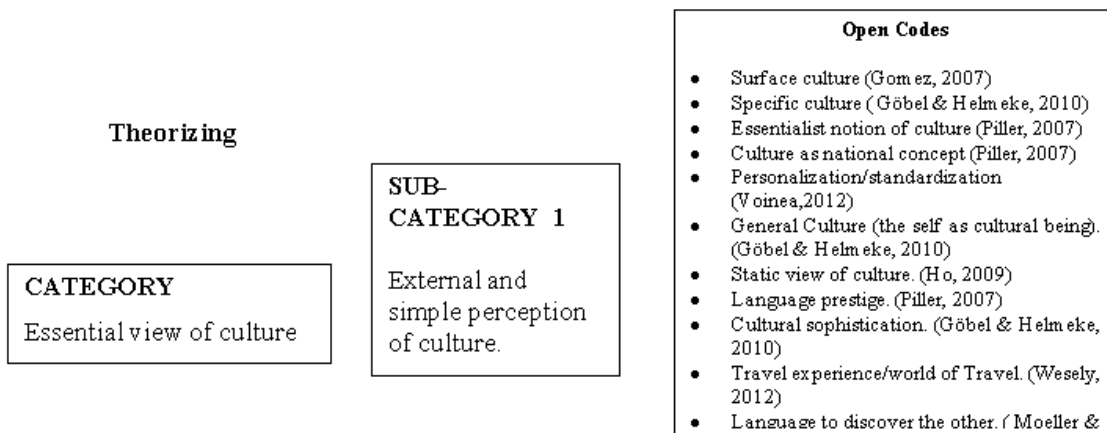 Theorizing
CATEGORY
Essential view of culture
SUB-
CATEGORY 1
External and
simple perception
of culture.
Open Codes
• Surface culture (Gomez, 2007)
• Specific culture ( Göbel & Helmeke, 2010)
• Essentialist notion of culture (Piller, 2007)
• Culture as national concept (Piller, 2007)
• Personalization/standardization
(Voinea,2012)
• General Culture (the self as cultural being).
(Göbel & Helmeke, 2010)
• Static view of culture. (Ho, 2009)
• Language prestige. (Piller, 2007)
• Cultural sophistication. (Göbel & Helmeke,
2010)
• Travel experience/world of Travel. (Wesely,
2012)
• Language to discover the other. ( Moeller &